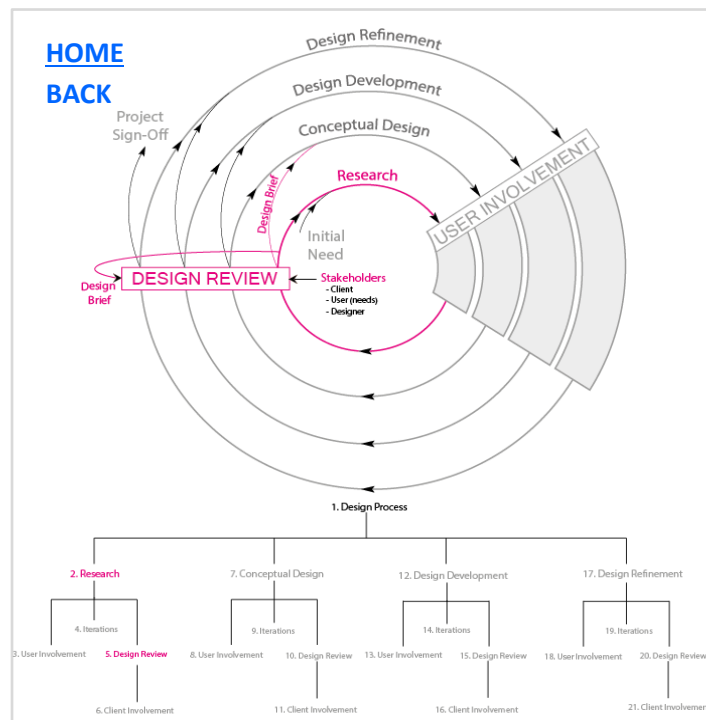 HOME
BACK
Design Refinement
Design Development
Conceptual Design
Research
Project
Sign-Off
Design Brief
USER INVOLVEMENT
Initial
Need
DESIGN REVIEW
Design
Brief
Stakeholders
- Client
- User (needs)
- Designer
1. Design Process
2. Research
7. Conceptual Design
12. Design Development
17. Design Refinement
4. Iterations
9. Iterations
14. Iterations
19. Iterations
3. User Involvement
5. Design Review
8. User Involvement
10. Design Review
13. User Involvement
15. Design Review
18. User Involvement
20. Design Review
6. Client Involvement
11. Client Involvement
16. Client Involvement
21. Client Involvement